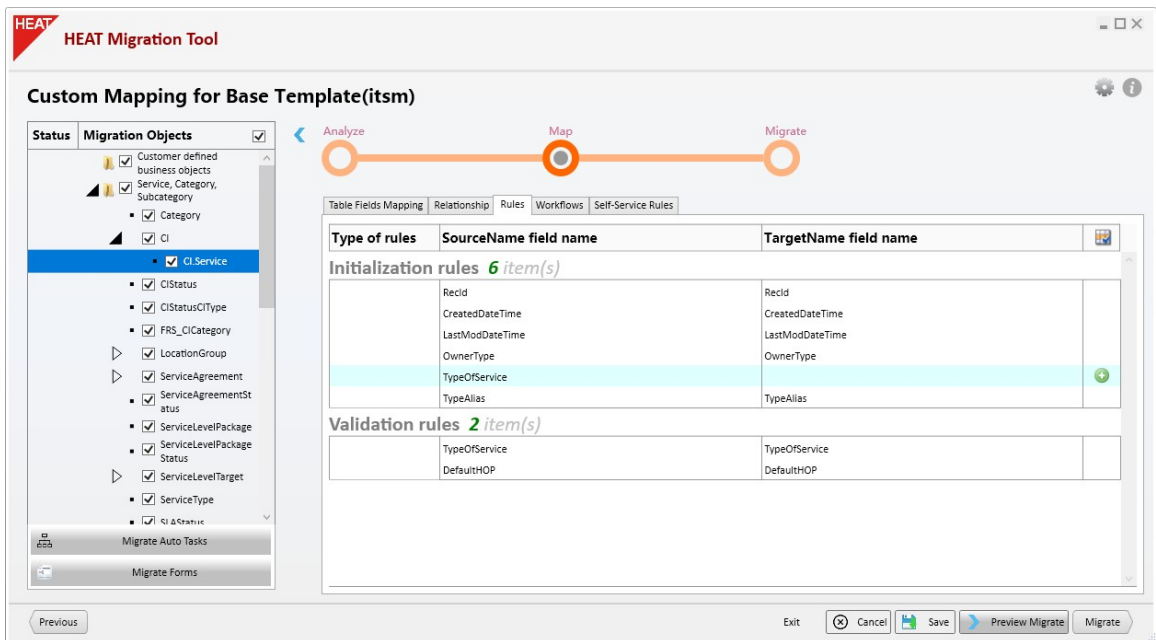 HEAT
HEAT Migration Tool
Custom Mapping for Base Template(itsm)
Status Migration Objects
Customer defined
business objects
Service, Category,
Subcategory
Category
CI
CI.Service
CIStatus
CIStatusCIType
FRS_CICategory
LocationGroup
ServiceAgreement
ServiceAgreementSt
atus
ServiceLevelPackage
ServiceLevelPackage
Status
ServiceLevelTarget
ServiceType
SLAStatus
Migrate Auto Tasks
Migrate Forms
Analyze Map Migrate
Table Fields Mapping Relationship Rules Workflows Self-Service Rules
Type of rules SourceName field name TargetName field name
Initialization rules 6 item(s)
RecId RecId
CreatedDateTime CreatedDateTime
LastModDateTime LastModDateTime
OwnerType OwnerType
TypeOfService
TypeAlias TypeAlias
Validation rules 2 item(s)
TypeOfService TypeOfService
DefaultHOP DefaultHOP
Previous Exit Cancel Save Preview Migrate Migrate